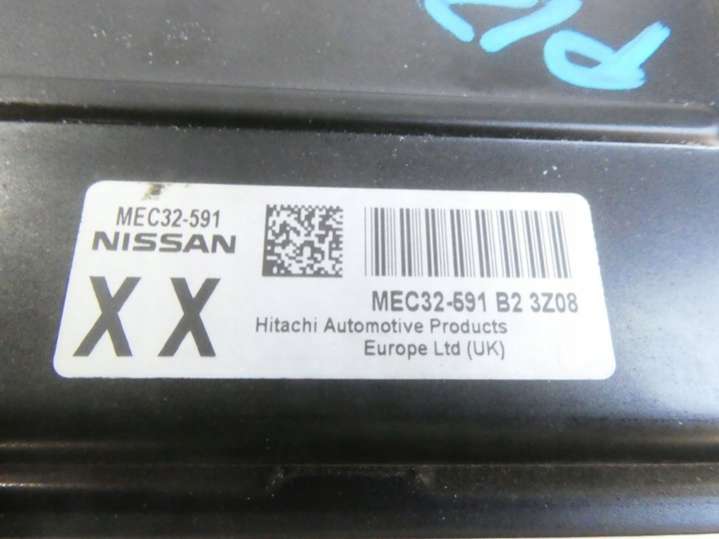 MEC32-591
NISSAN
XX
MEC32-591 B2 3Z08
Hitachi Automotive Products
Europe Ltd (UK)